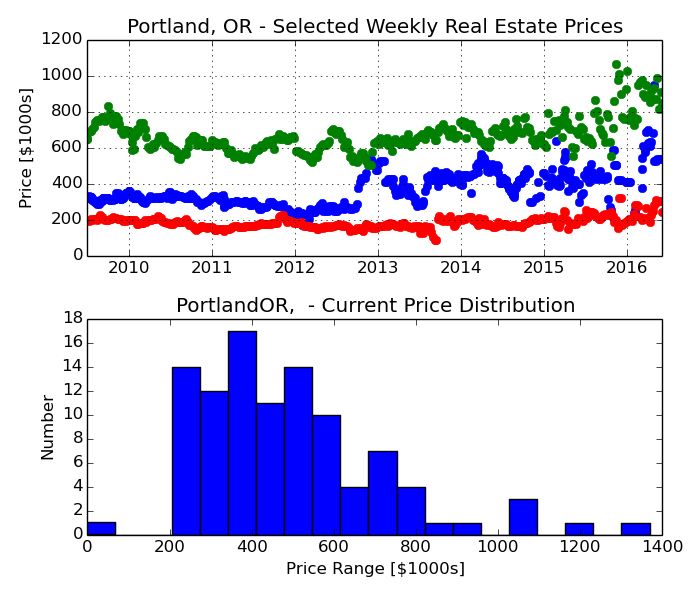 Portland, OR - Selected Weekly Real Estate Prices
1200
1000
800
600
400
200
0
Price [$1000s]
2010 2011 2012 2013 2014 2015 2016
PortlandOR,  - Current Price Distribution
18
16
14
12
10
8
6
4
2
0
Number
0 200 400 600 800 1000 1200 1400
Price Range [$1000s]